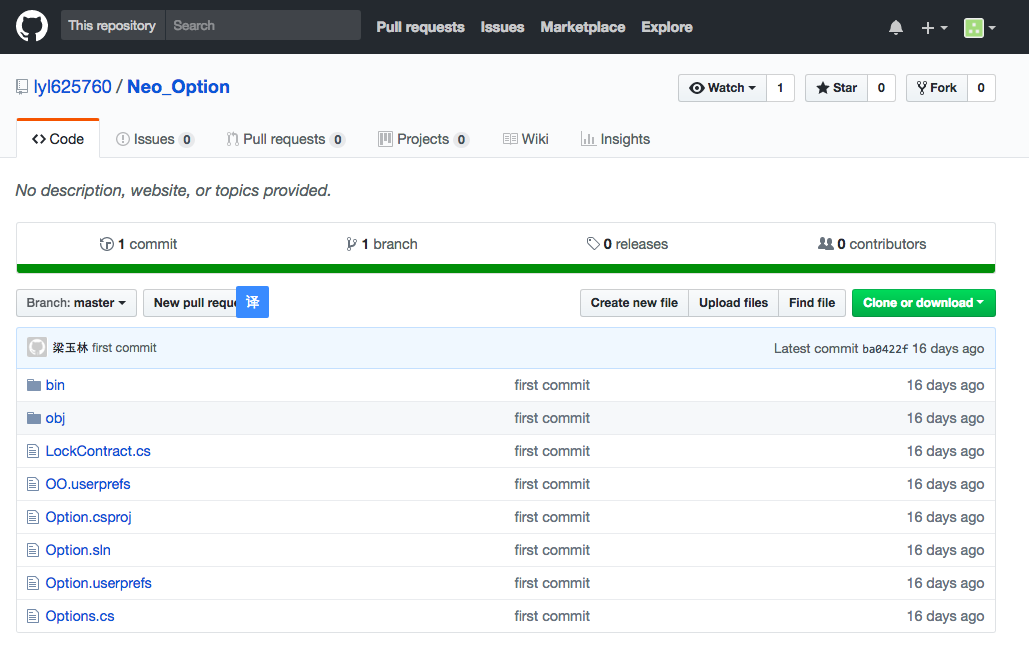 This repository Search Pull requests Issues Marketplace Explore
lyl625760 / Neo_Option Watch 1 Star 0 Fork 0
Code Issues 0 Pull requests 0 Projects 0 Wiki Insights
No description, website, or topics provided.
1 commit 1 branch 0 releases 0 contributors
Branch: master New pull reque 译 Create new file Upload files Find file Clone or download
梁玉林 first commit Latest commit ba0422f 16 days ago
bin first commit 16 days ago
obj first commit 16 days ago
LockContract.cs first commit 16 days ago
OO.userprefs first commit 16 days ago
Option.csproj first commit 16 days ago
Option.sln first commit 16 days ago
Option.userprefs first commit 16 days ago
Options.cs first commit 16 days ago